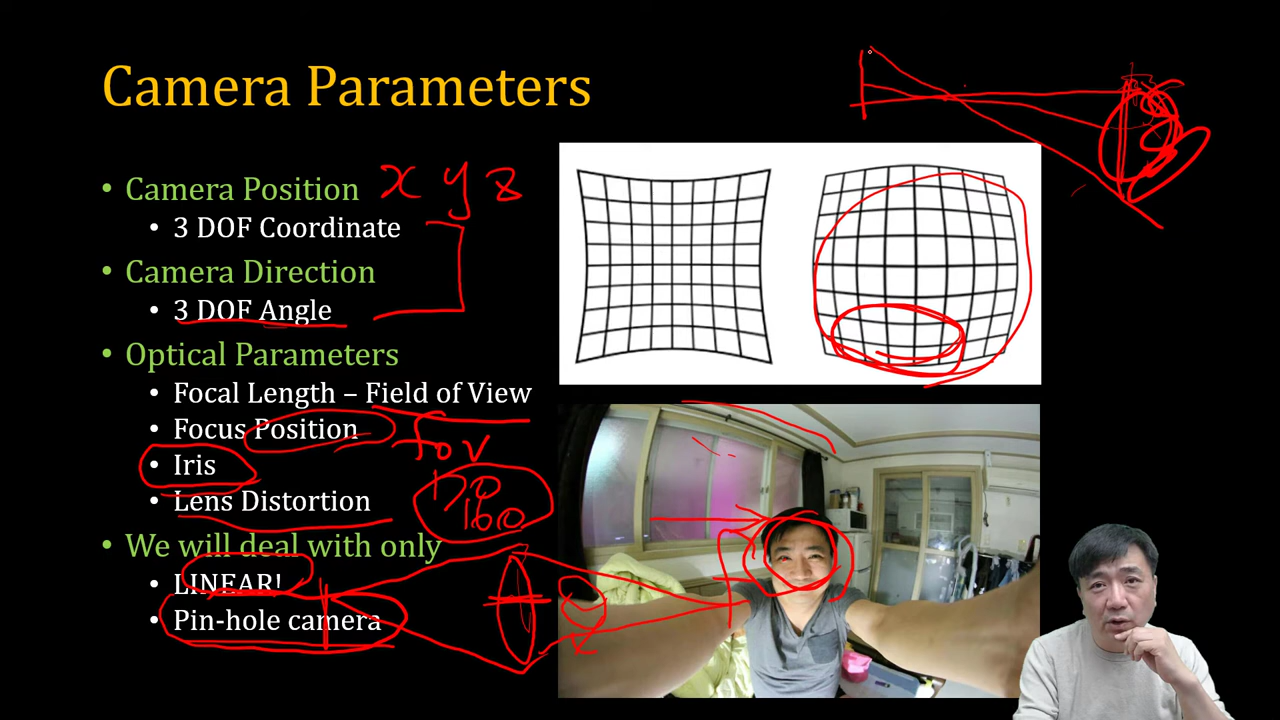 Camera Parameters
• Camera Position x y z
• 3 DOF Coordinate
• Camera Direction
• 3 DOF Angle
• Optical Parameters
• Focal Length – Field of View
• Focus Position
fov
• Iris
170
160
• Lens Distortion
• We will deal with only
• LINEAR!
• Pin-hole camera